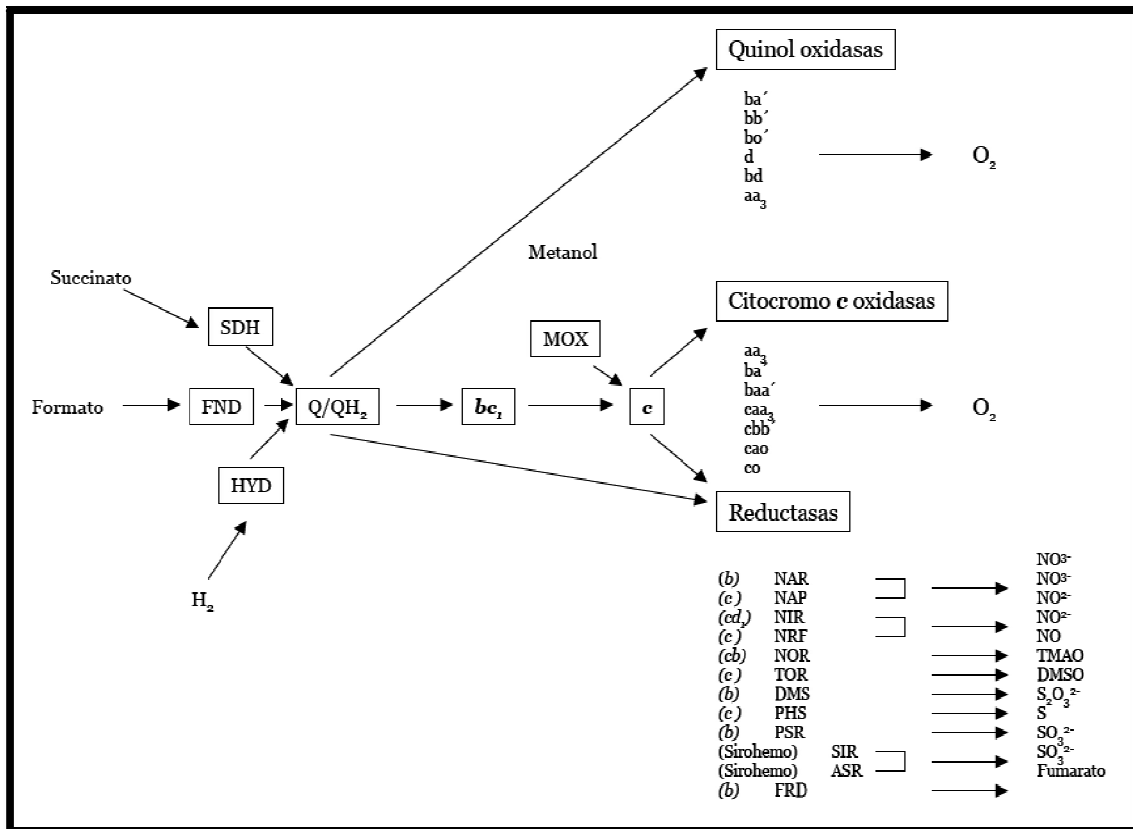 Quinol oxidasas
ba´
bb´
bo´
d
bd
aa₃
O₂
Metanol
Succinato
SDH
MOX
Citocromo c oxidasas
Formato
FND
Q/QH₂
bc₁
c
aa₃
ba´
baa´
caa₃
cbb´
cao
co
O₂
HYD
H₂
Reductasas
NO³⁻
(b) NAR NO³⁻
(c) NAP NO²⁻
(cd₁) NIR NO²⁻
(c) NRF NO
(cb) NOR TMAO
(c) TOR DMSO
(b) DMS S₂O₃²⁻
(c) PHS S
(b) PSR SO₃²⁻
(Sirohemo) SIR SO₃²⁻
(Sirohemo) ASR Fumarato
(b) FRD